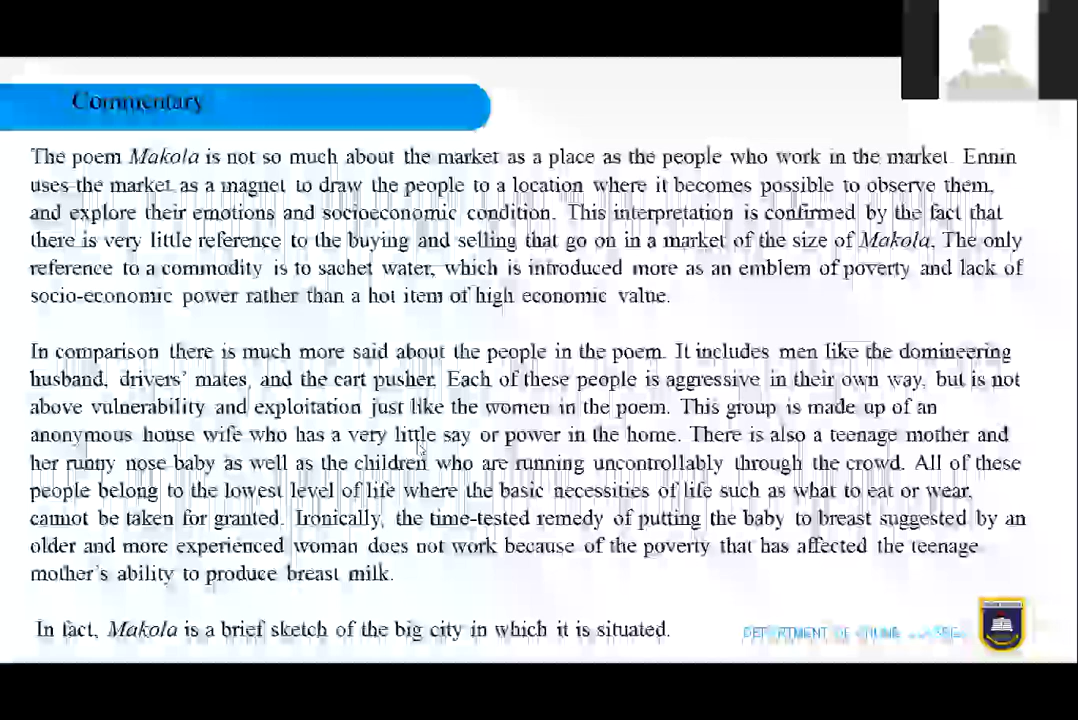 Commentary
The poem Makola is not so much about the market as a place as the people who work in the market. Ennin
uses the market as a magnet to draw the people to a location where it becomes possible to observe them,
and explore their emotions and socioeconomic condition. This interpretation is confirmed by the fact that
there is very little reference to the buying and selling that go on in a market of the size of Makola. The only
reference to a commodity is to sachet water, which is introduced more as an emblem of poverty and lack of
socio-economic power rather than a hot item of high economic value.
In comparison there is much more said about the people in the poem. It includes men like the domineering
husband, drivers' mates, and the cart pusher. Each of these people is aggressive in their own way, but is not
above vulnerability and exploitation just like the women in the poem. This group is made up of an
anonymous house wife who has a very little say or power in the home. There is also a teenage mother and
her runny nose baby as well as the children who are running uncontrollably through the crowd. All of these
people belong to the lowest level of life where the basic necessities of life such as what to eat or wear,
cannot be taken for granted. Ironically, the time-tested remedy of putting the baby to breast suggested by an
older and more experienced woman does not work because of the poverty that has affected the teenage
mother's ability to produce breast milk.
In fact, Makola is a brief sketch of the big city in which it is situated.
DEPARTMENT OF